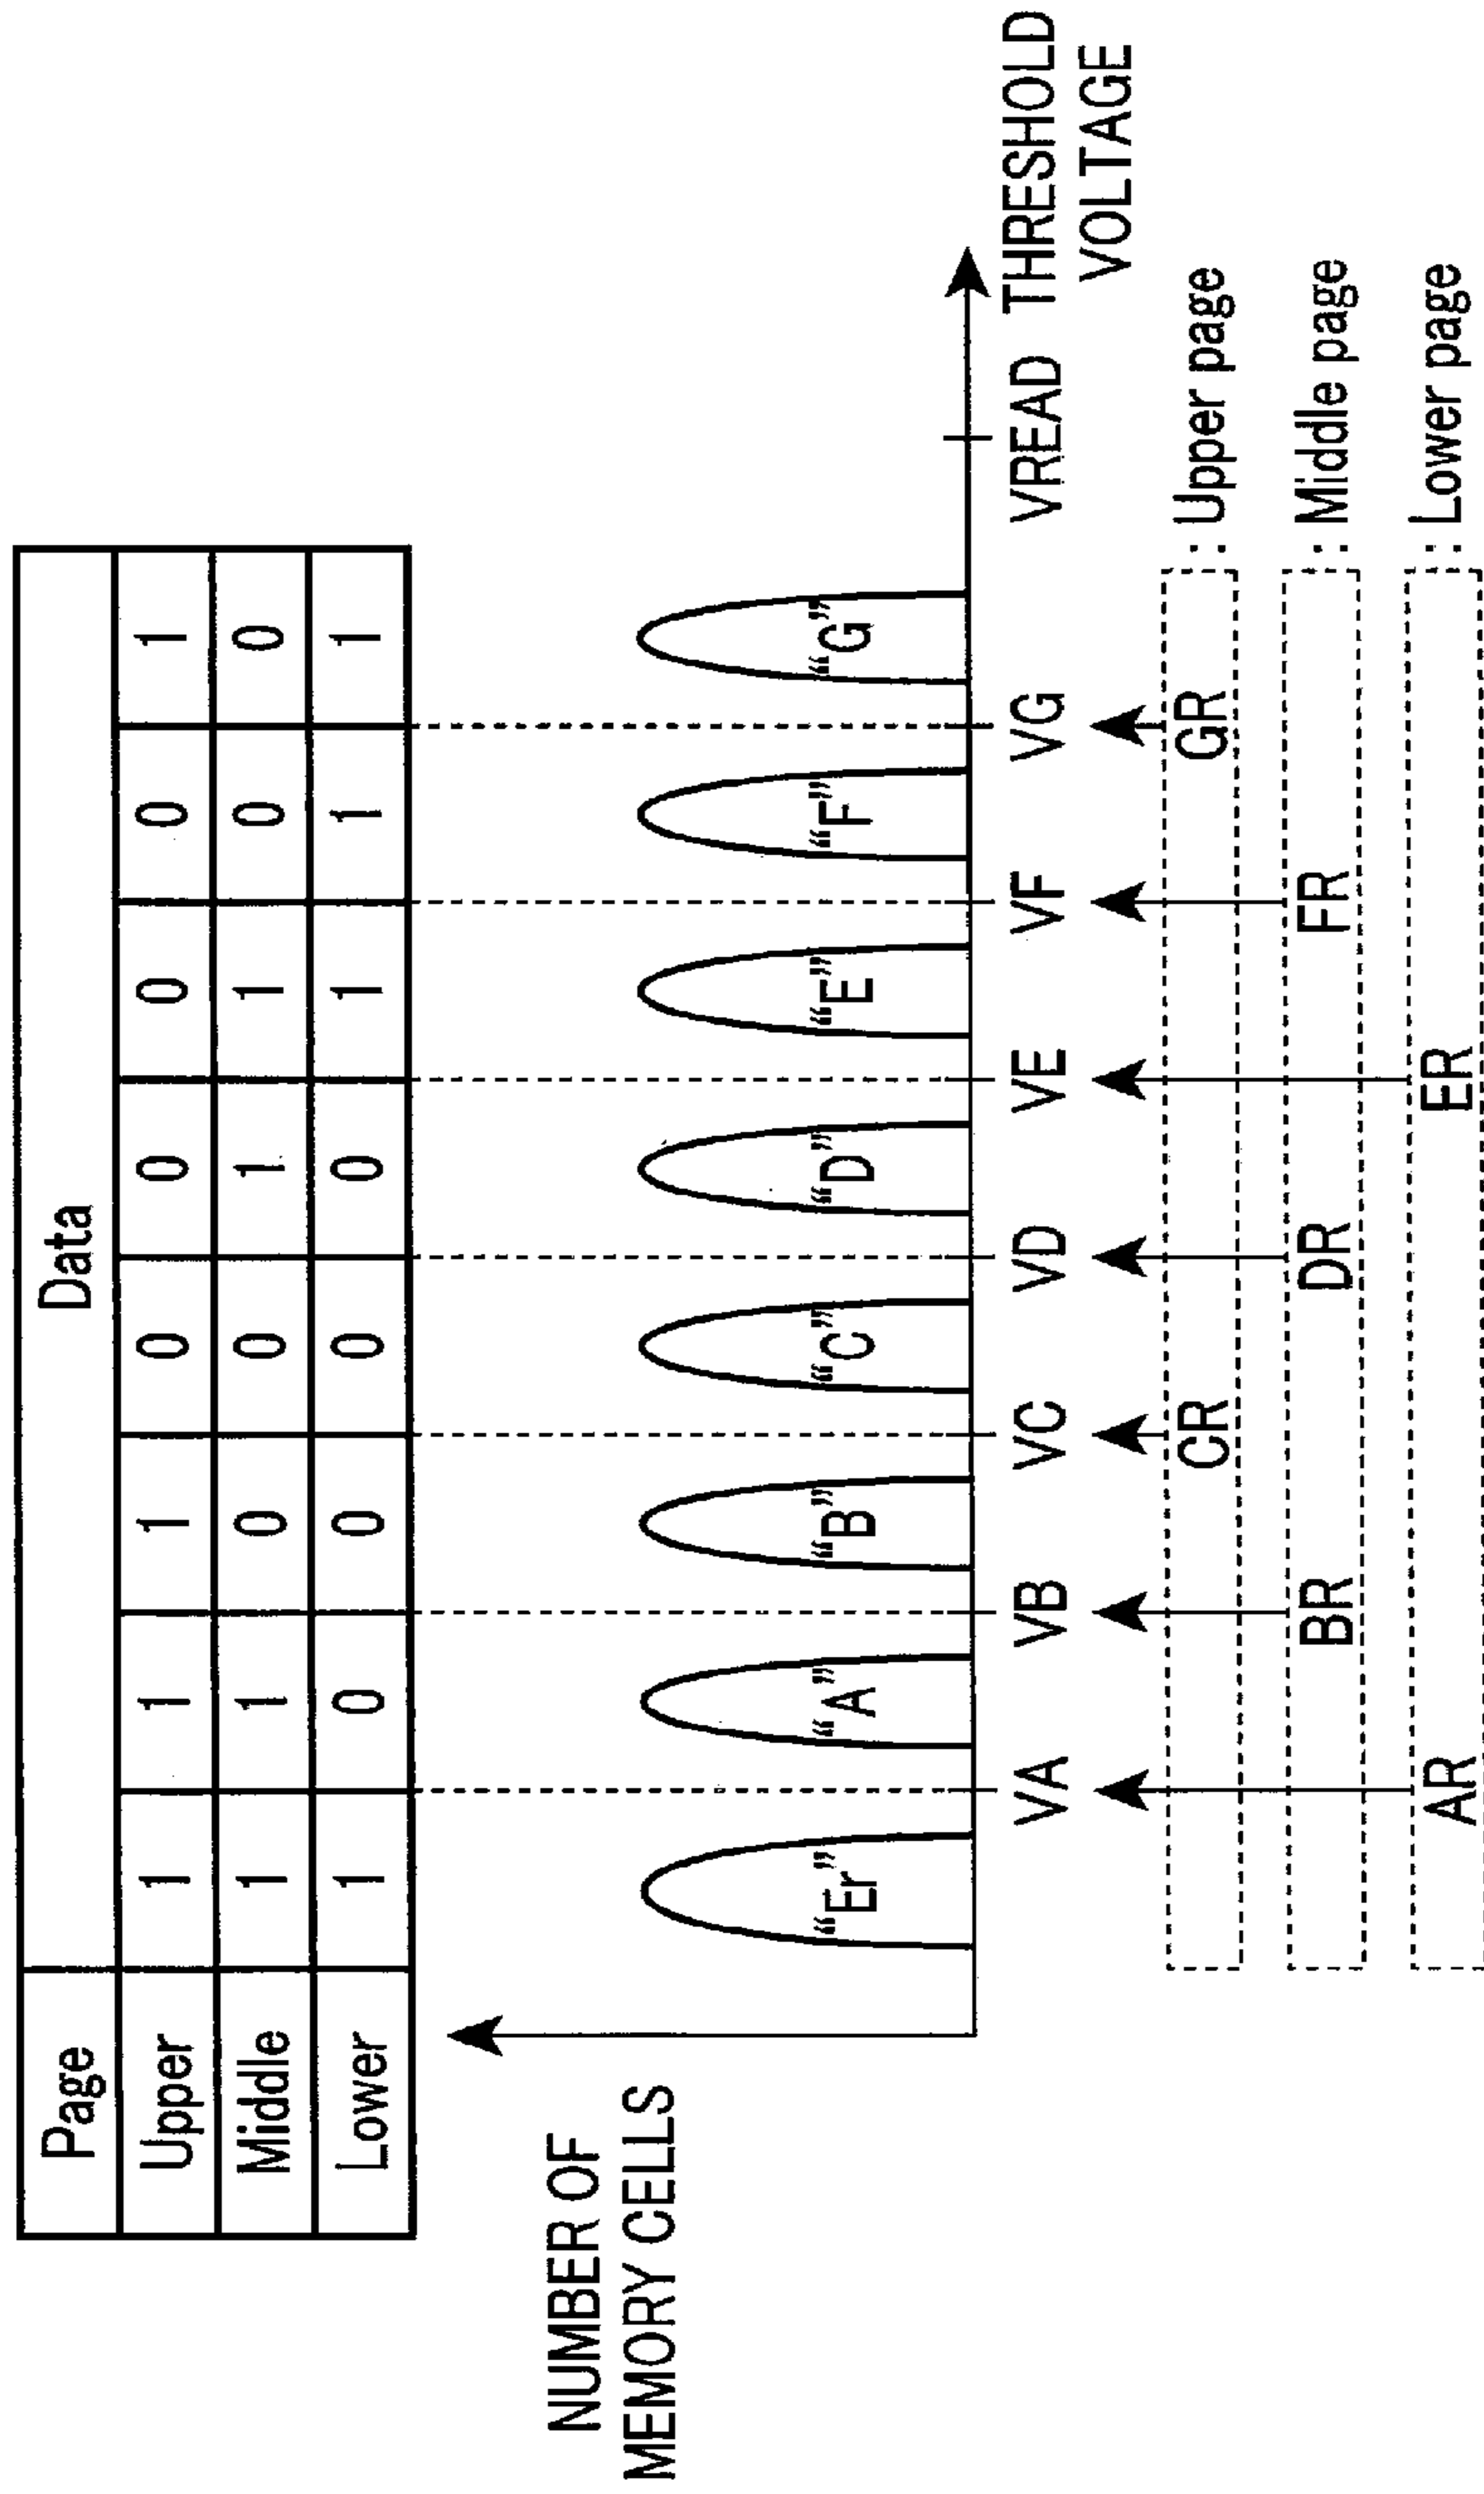 Page Data
Upper 1 1 1 0 0 0 0 1
Middle 1 1 0 0 1 1 0 0
Lower 1 0 0 0 0 1 1 1
NUMBER OF
MEMORY CELLS
“Er” “A” “B” “C” “D” “E” “F” “G”
VA VB VC VD VE VF VG VREAD THRESHOLD
VOLTAGE
CR GR : Upper page
BR DR FR : Middle page
AR ER : Lower page